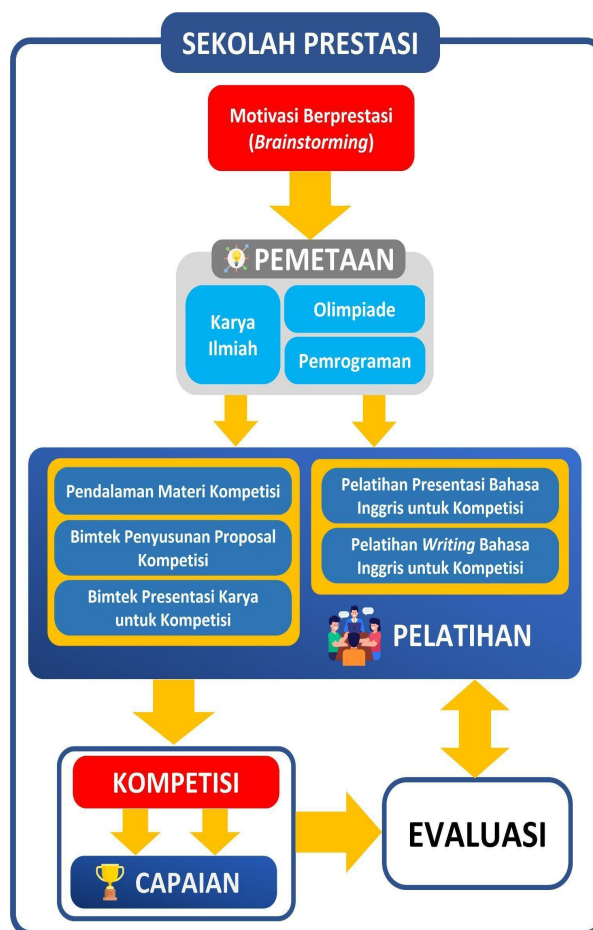 SEKOLAH PRESTASI
Motivasi Berprestasi
(Brainstorming)
PEMETAAN
Karya
Ilmiah
Olimpiade
Pemrograman
Pendalaman Materi Kompetisi
Bimtek Penyusunan Proposal
Kompetisi
Bimtek Presentasi Karya
untuk Kompetisi
Pelatihan Presentasi Bahasa
Inggris untuk Kompetisi
Pelatihan Writing Bahasa
Inggris untuk Kompetisi
PELATIHAN
KOMPETISI
CAPAIAN
EVALUASI